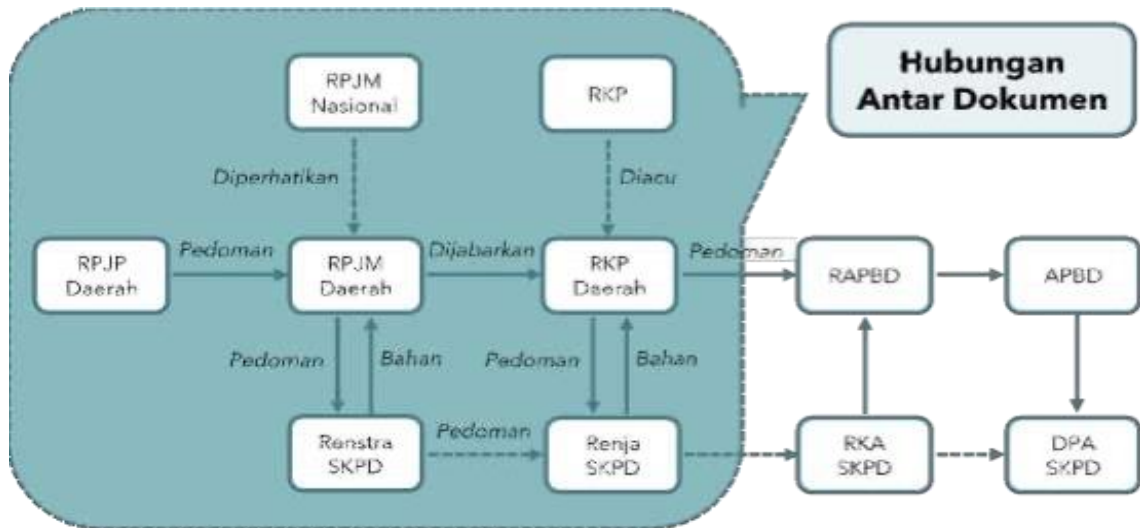 Hubungan
Antar Dokumen
RPJM
Nasional
RKP
Diperhatikan
Diacu
RPJP
Daerah
Pedoman
RPJM
Daerah
Dijabarkan
RKP
Daerah
Pedoman
RAPBD
APBD
Pedoman
Bahan
Pedoman
Bahan
Renstra
SKPD
Pedoman
Renja
SKPD
RKA
SKPD
DPA
SKPD